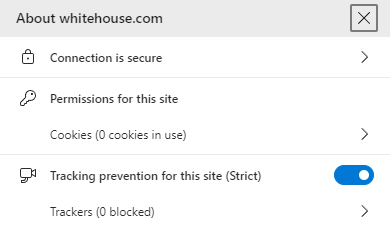 About whitehouse.com
Connection is secure
Permissions for this site
Cookies (0 cookies in use)
Tracking prevention for this site (Strict)
Trackers (0 blocked)